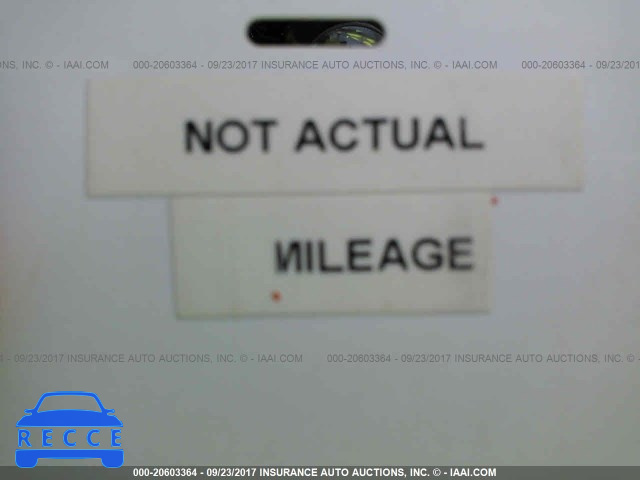 NS, INC. © - IAAI.COM 000-20603364 - 09/23/2017 INSURANCE AUTO AUCTIONS, INC. © - IAAI.COM 000-20603364 - 09/23/2017 INSURA
NOT ACTUAL
MILEAGE
- 09/23/2017 INSURANCE AUTO AUCTIONS, INC. © - IAAI.COM 000-20603364 - 09/23/2017 INSURANCE AUTO AUCTIONS, INC. © -
RECCE
000-20603364 - 09/23/2017 INSURANCE AUTO AUCTIONS, INC. © - IAAI.COM